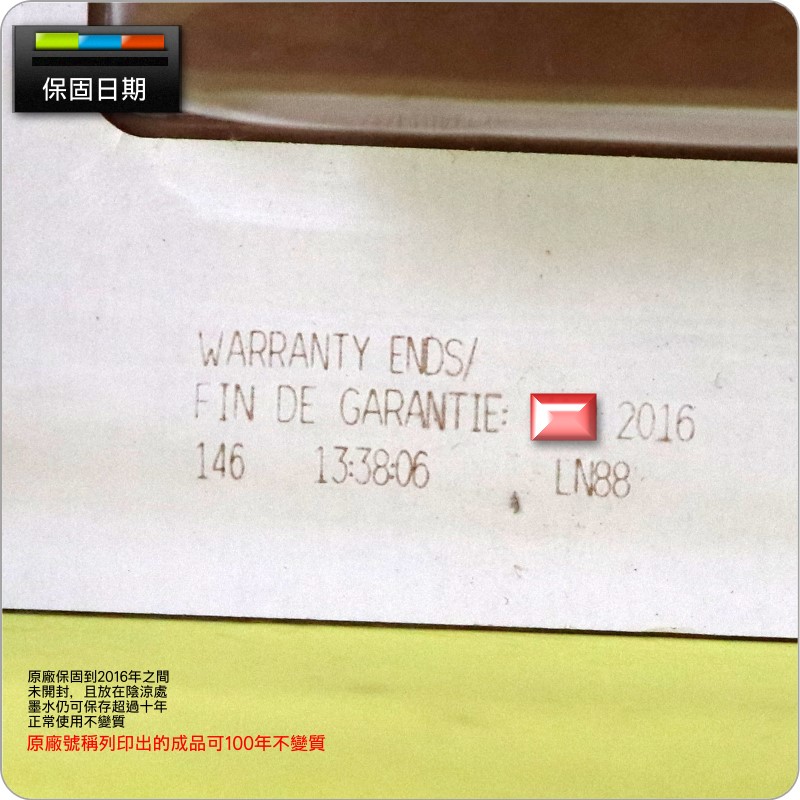 保固日期
WARRANTY ENDS/
FIN DE GARANTIE: 2016
146 13:38:06 LN88
原廠保固到2016年之間
未開封，且放在陰涼處
墨水仍可保存超過十年
正常使用不變質
原廠號稱列印出的成品可100年不變質